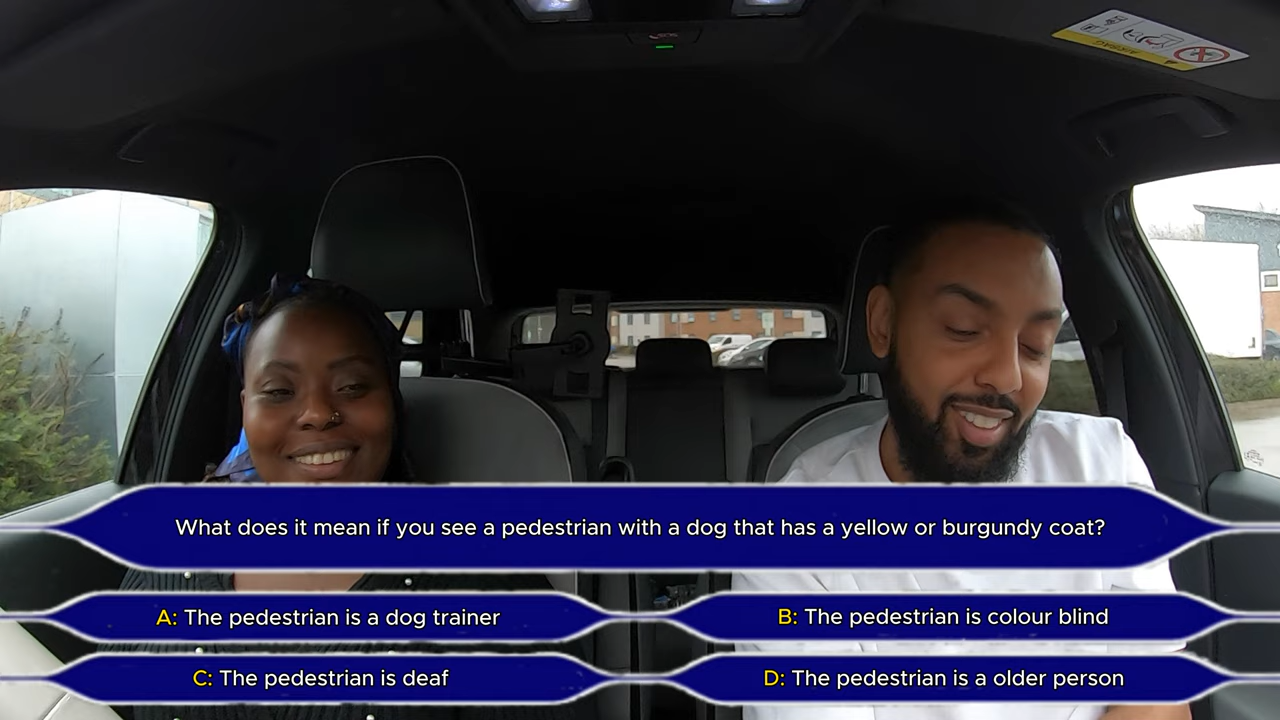 What does it mean if you see a pedestrian with a dog that has a yellow or burgundy coat?
A: The pedestrian is a dog trainer
B: The pedestrian is colour blind
C: The pedestrian is deaf
D: The pedestrian is a older person